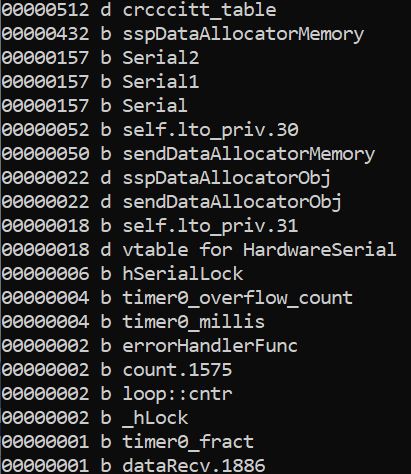 00000512 d crcccitt_table
00000432 b sspDataAllocatorMemory
00000157 b Serial2
00000157 b Serial1
00000157 b Serial
00000052 b self.lto_priv.30
00000050 b sendDataAllocatorMemory
00000022 d sspDataAllocatorObj
00000022 d sendDataAllocatorObj
00000018 b self.lto_priv.31
00000018 d vtable for HardwareSerial
00000006 b hSerialLock
00000004 b timer0_overflow_count
00000004 b timer0_millis
00000002 b errorHandlerFunc
00000002 b count.1575
00000002 b loop::cntr
00000002 b _hLock
00000001 b timer0_fract
00000001 b dataRecv.1886